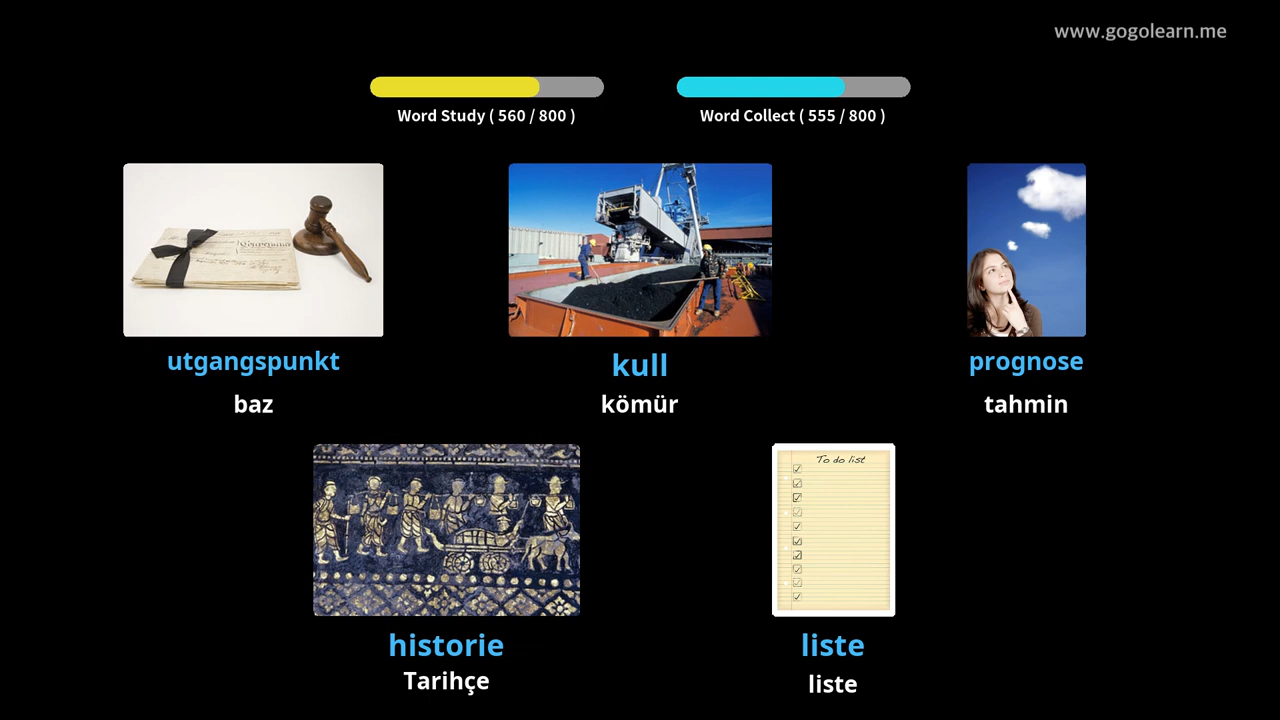 www.gogolearn.me
Word Study ( 560 / 800 )
Word Collect ( 555 / 800 )
utgangspunkt
baz
kull
kömür
prognose
tahmin
To do list
historie
Tarihçe
liste
liste